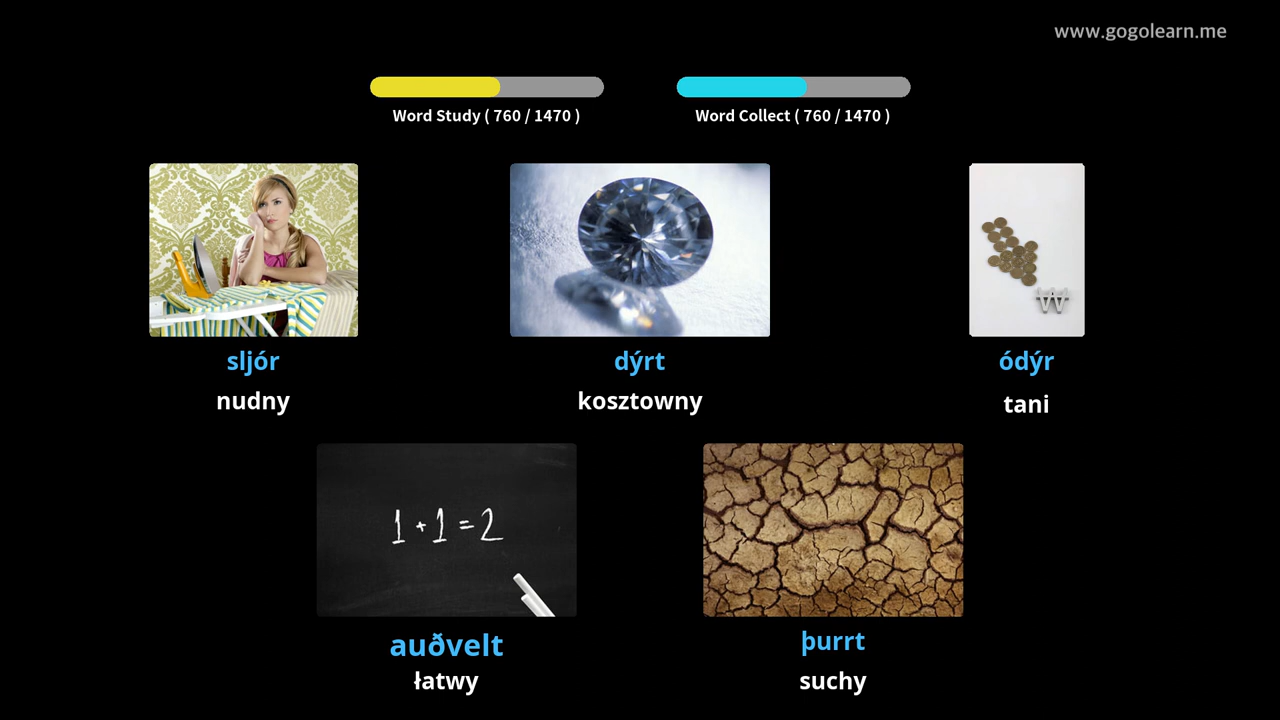 www.gogolearn.me
Word Study ( 760 / 1470 )
Word Collect ( 760 / 1470 )
sljór
nudny
dýrt
kosztowny
₩
ódýr
tani
1 + 1 = 2
auðvelt
łatwy
þurrt
suchy